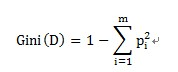 Gini(D) = 1 − ∑_{i=1}^{m} p_i^2 ↵